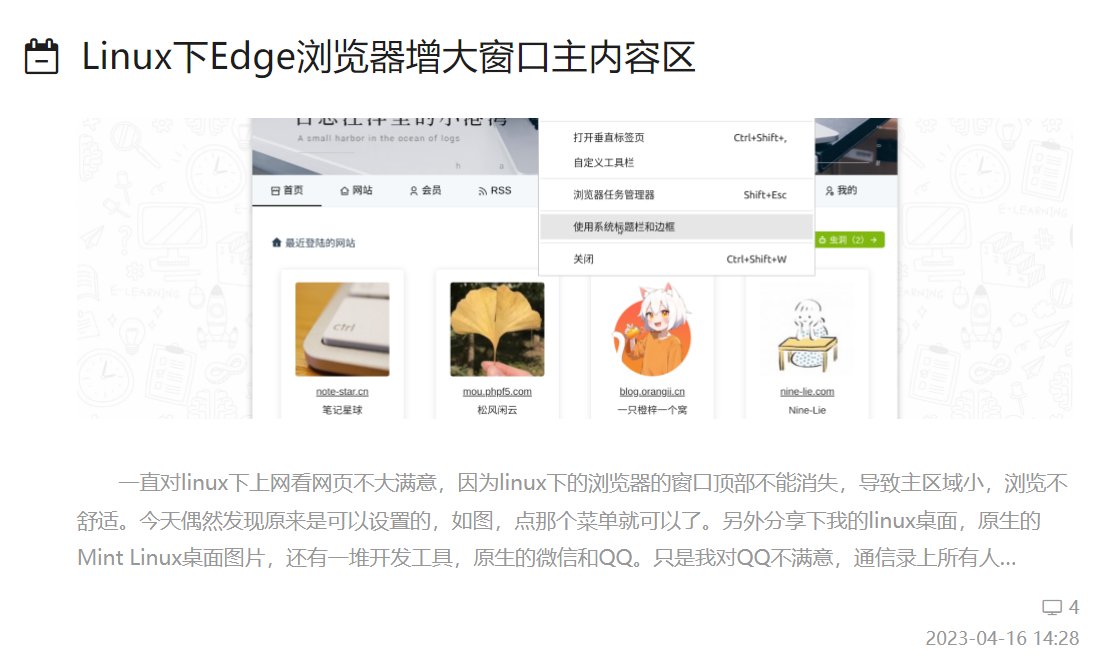 Linux下Edge浏览器增大窗口主内容区
A small harbor in the ocean of logs
h a
首页 网站 会员 RSS 我的
打开垂直标签页 Ctrl+Shift+,
自定义工具栏
浏览器任务管理器 Shift+Esc
使用系统标题栏和边框
关闭 Ctrl+Shift+W
最近登陆的网站
虫洞（2）
ctrl
note-star.cn mou.phpf5.com blog.orangii.cn nine-lie.com
笔记星球 松风闲云 一只橙梓一个窝 Nine-Lie
E-LEARNING
E-LEARNING
一直对linux下上网看网页不大满意，因为linux下的浏览器的窗口顶部不能消失，导致主区域小，浏览不
舒适。今天偶然发现原来是可以设置的，如图，点那个菜单就可以了。另外分享下我的linux桌面，原生的
Mint Linux桌面图片，还有一堆开发工具，原生的微信和QQ。只是我对QQ不满意，通信录上所有人...
4
2023-04-16 14:28